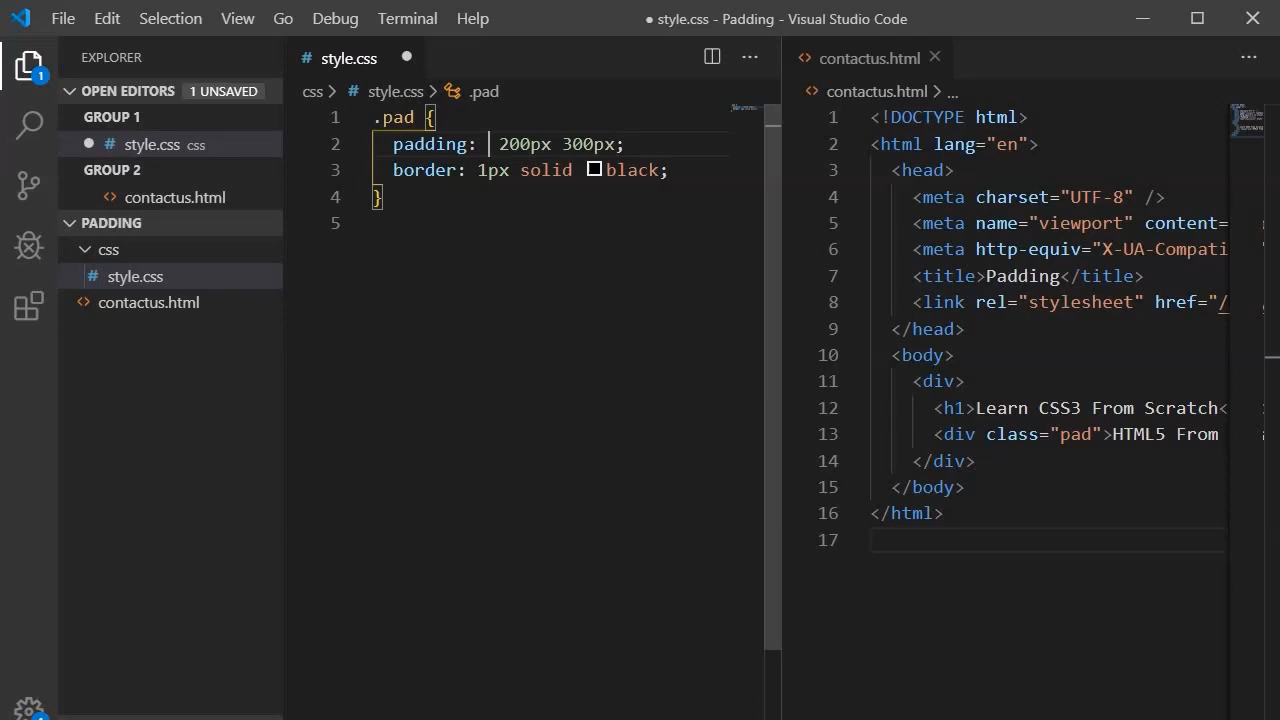 File Edit Selection View Go Debug Terminal Help ● style.css - Padding - Visual Studio Code
EXPLORER
OPEN EDITORS 1 UNSAVED
GROUP 1
# style.css css
GROUP 2
<> contactus.html
PADDING
css
# style.css
<> contactus.html
1
1
# style.css
css > # style.css > .pad
1 .pad {
2 padding: 200px 300px;
3 border: 1px solid black;
4 }
5
<> contactus.html
<> contactus.html > ...
1 <!DOCTYPE html>
2 <html lang="en">
3 <head>
4 <meta charset="UTF-8" />
5 <meta name="viewport" content=
6 <meta http-equiv="X-UA-Compati
7 <title>Padding</title>
8 <link rel="stylesheet" href="/
9 </head>
10 <body>
11 <div>
12 <h1>Learn CSS3 From Scratch<
13 <div class="pad">HTML5 From
14 </div>
15 </body>
16 </html>
17